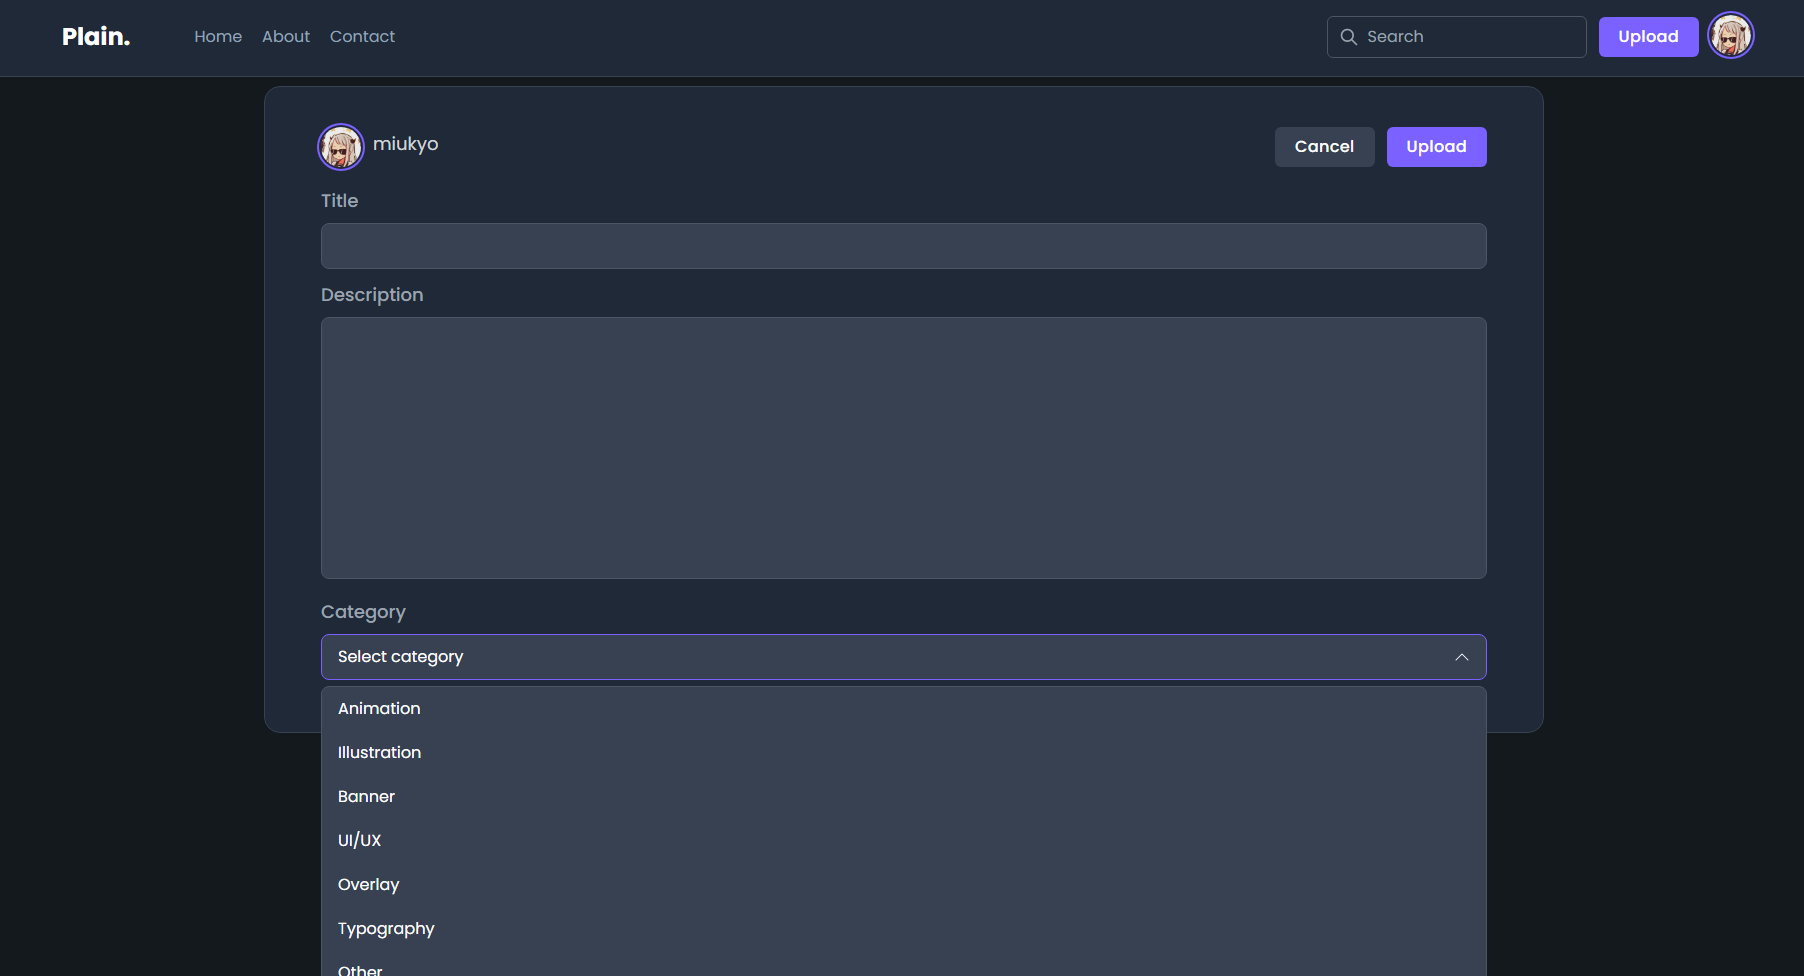 Plain.
Home About Contact
Search
Upload
miukyo
Cancel
Upload
Title
Description
Category
Select category
Animation
Illustration
Banner
UI/UX
Overlay
Typography
Other